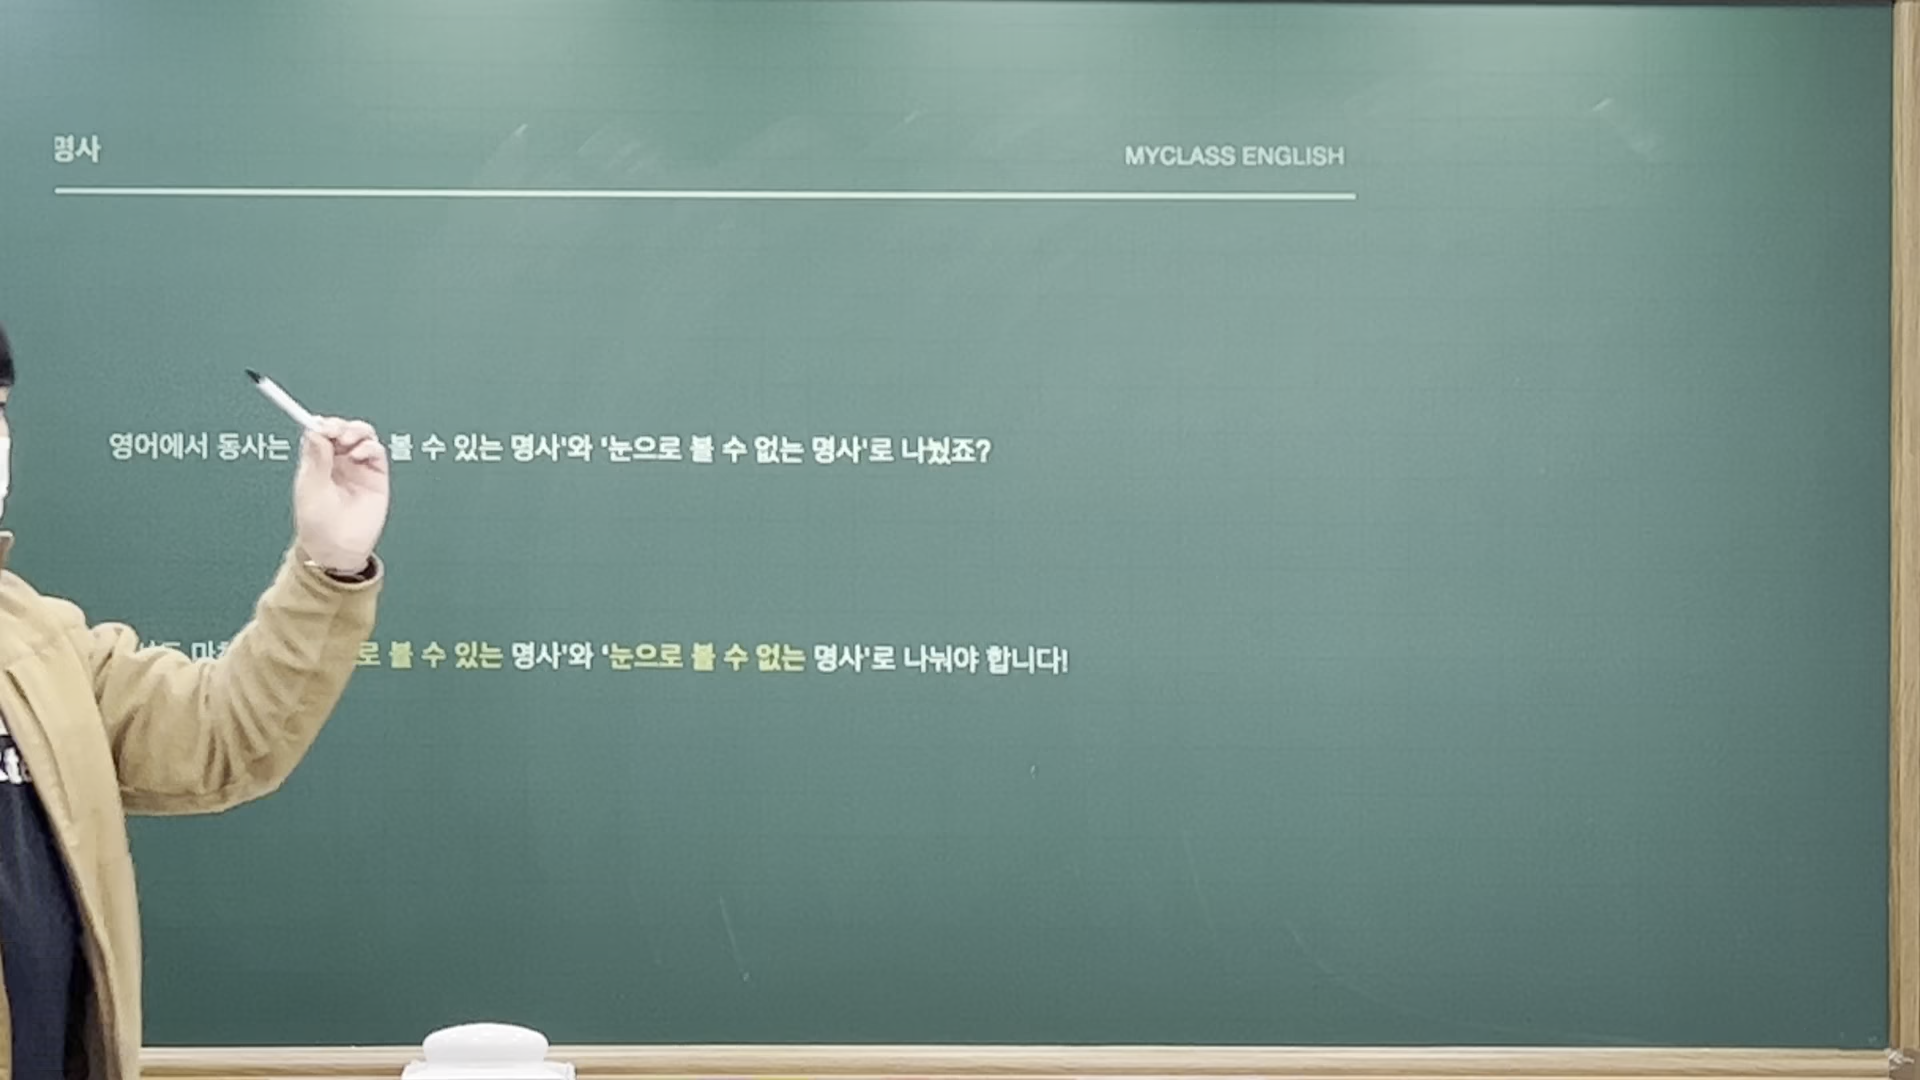 명사
MYCLASS ENGLISH
영어에서 동사는 볼 수 있는 명사'와 '눈으로 볼 수 없는 명사'로 나눴죠?
로 볼 수 있는 명사'와 '눈으로 볼 수 없는 명사'로 나눠야 합니다!